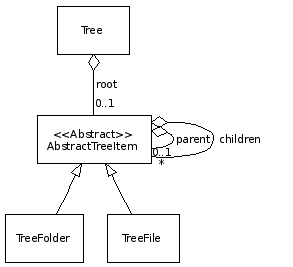 Tree
root
0..1
<<Abstract>>
AbstractTreeItem
parent
children
0..1
*
TreeFolder
TreeFile